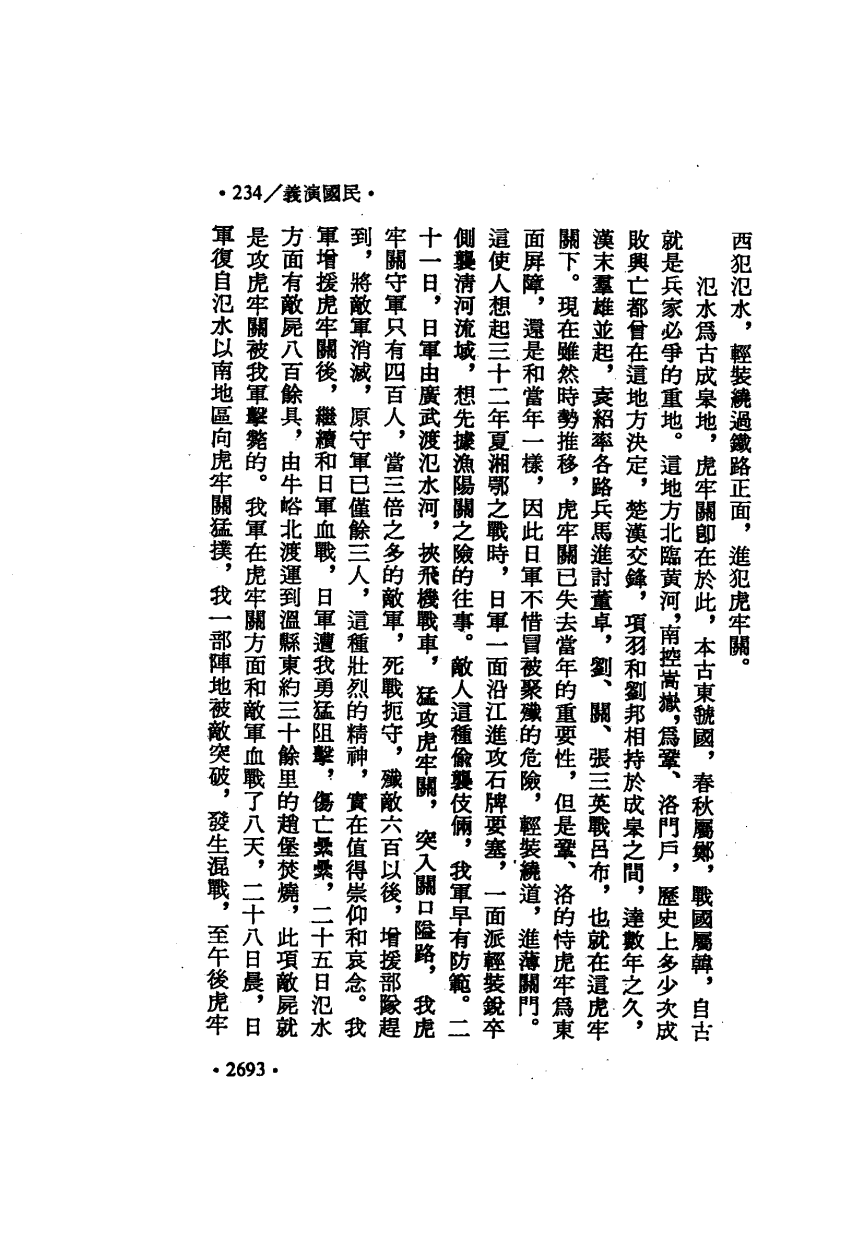 •234／義演國民•
西犯氾水，輕裝繞過鐵路正面，進犯虎牢關。
氾水爲古成臯地，虎牢關卽在於此，本古東虢國，春秋屬鄭，戰國屬韓，自古
就是兵家必爭的重地。這地方北臨黃河，南控嵩嶽，爲鞏、洛門戶，歷史上多少次成
敗興亡都曾在這地方決定，楚漢交鋒，項羽和劉邦相持於成臯之間，達數年之久，
漢末羣雄並起，袁紹率各路兵馬進討董卓，劉、關、張三英戰呂布，也就在這虎牢
關下。現在雖然時勢推移，虎牢關已失去當年的重要性，但是鞏、洛的恃虎牢爲東
面屏障，還是和當年一樣，因此日軍不惜冒被聚殲的危險，輕裝繞道，進薄關門。
這使人想起三十二年夏湘鄂之戰時，日軍一面沿江進攻石牌要塞，一面派輕裝銳卒
側襲淸河流域，想先據漁陽關之險的往事。敵人這種偷襲伎倆，我軍早有防範。二
十一日，日軍由廣武渡氾水河，挾飛機戰車，猛攻虎牢關，突入關口隘路，我虎
牢關守軍只有四百人，當三倍之多的敵軍，死戰扼守，殲敵六百以後，增援部隊趕
到，將敵軍消滅，原守軍已僅餘三人，這種壯烈的精神，實在值得崇仰和哀念。我
軍增援虎牢關後，繼續和日軍血戰，日軍遭我勇猛阻擊，傷亡纍纍，二十五日氾水
方面有敵屍八百餘具，由牛峪北渡運到溫縣東約三十餘里的趙堡焚燒，此項敵屍就
是攻虎牢關被我軍擊斃的。我軍在虎牢關方面和敵軍血戰了八天，二十八日晨，日
軍復自氾水以南地區向虎牢關猛撲，我一部陣地被敵突破，發生混戰，至午後虎牢
•2693•